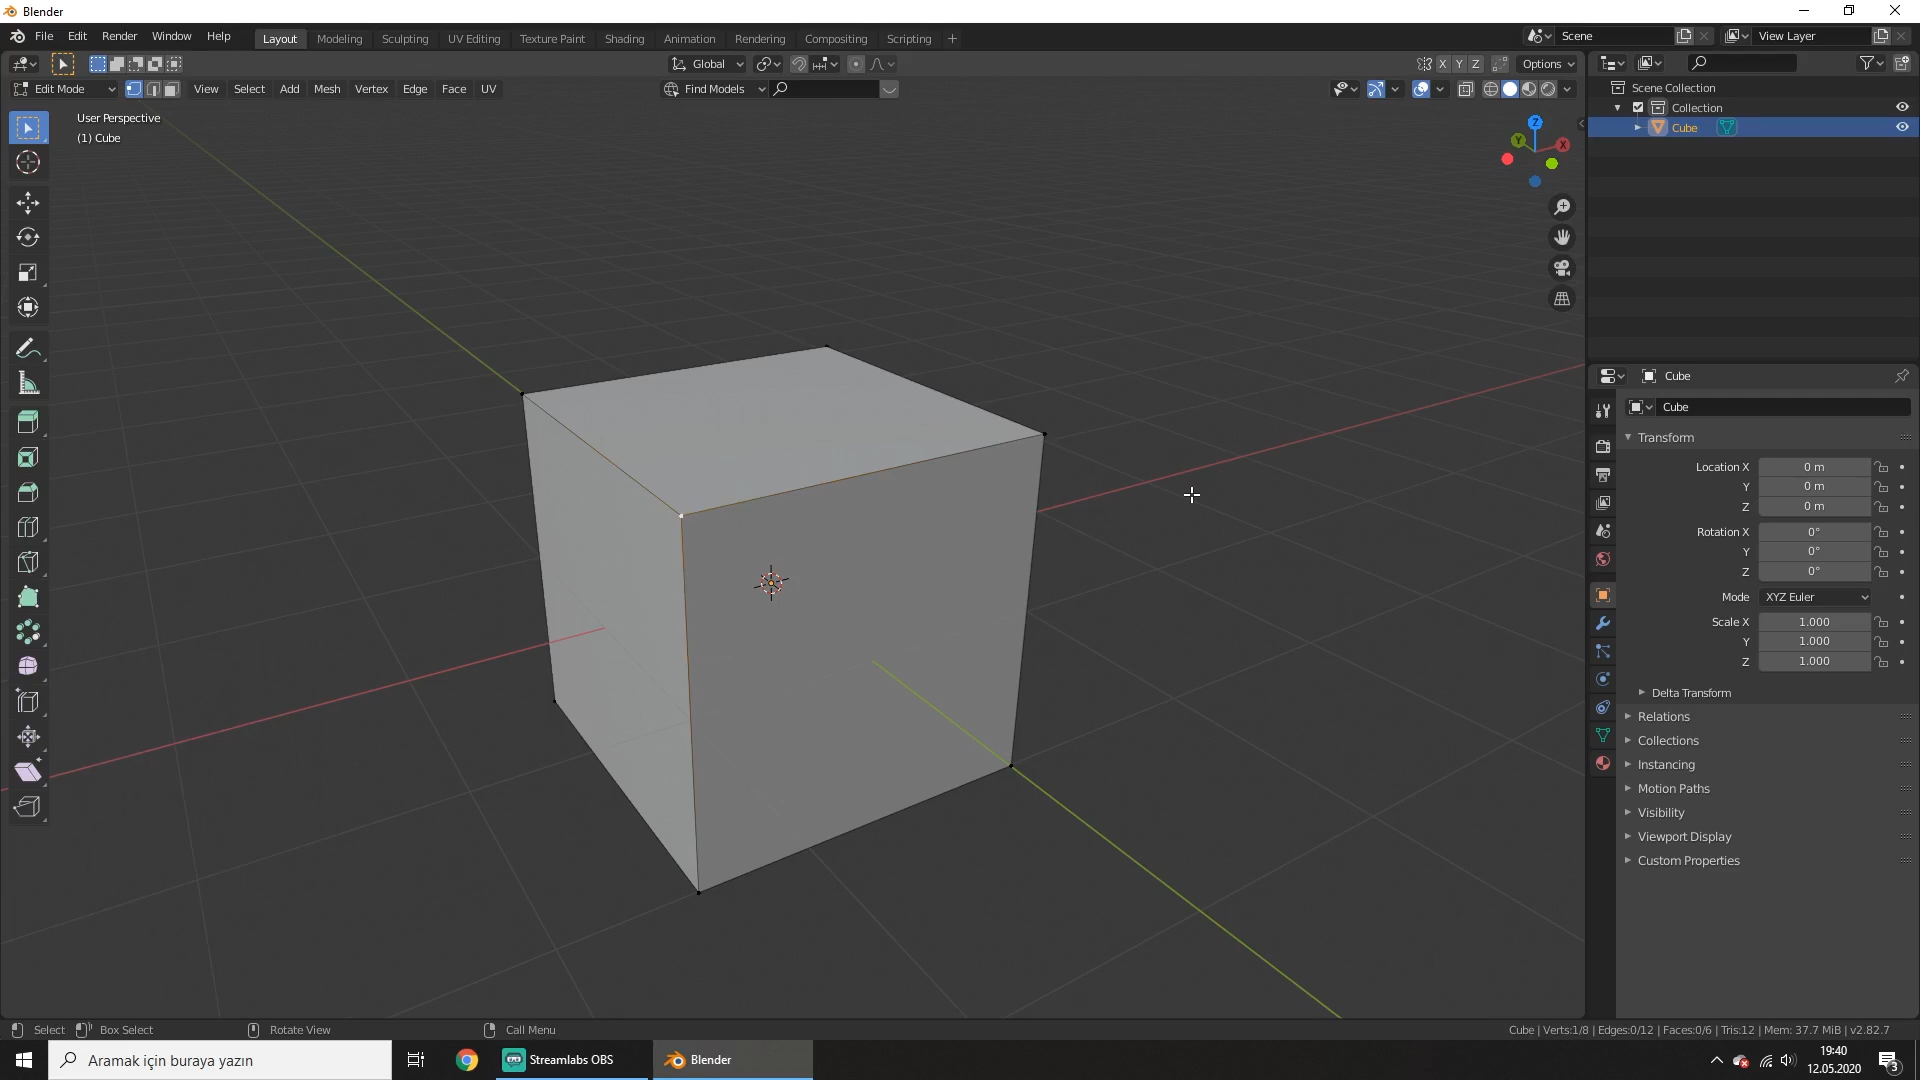 Blender
File Edit Render Window Help
Layout Modeling Sculpting UV Editing Texture Paint Shading Animation Rendering Compositing Scripting +
Scene
View Layer
Global
X Y Z
Options
Edit Mode
View Select Add Mesh Vertex Edge Face UV
Find Models
User Perspective
(1) Cube
Z
Y
X
Scene Collection
Collection
Cube
Cube
Cube
Transform
Location X 0 m
Y 0 m
Z 0 m
Rotation X 0°
Y 0°
Z 0°
Mode XYZ Euler
Scale X 1.000
Y 1.000
Z 1.000
Delta Transform
Relations
Collections
Instancing
Motion Paths
Visibility
Viewport Display
Custom Properties
Select Box Select Rotate View Call Menu
Cube | Verts:1/8 | Edges:0/12 | Faces:0/6 | Tris:12 | Mem: 37.7 MiB | v2.82.7
Aramak için buraya yazın
Streamlabs OBS
Blender
19:40
12.05.2020
3